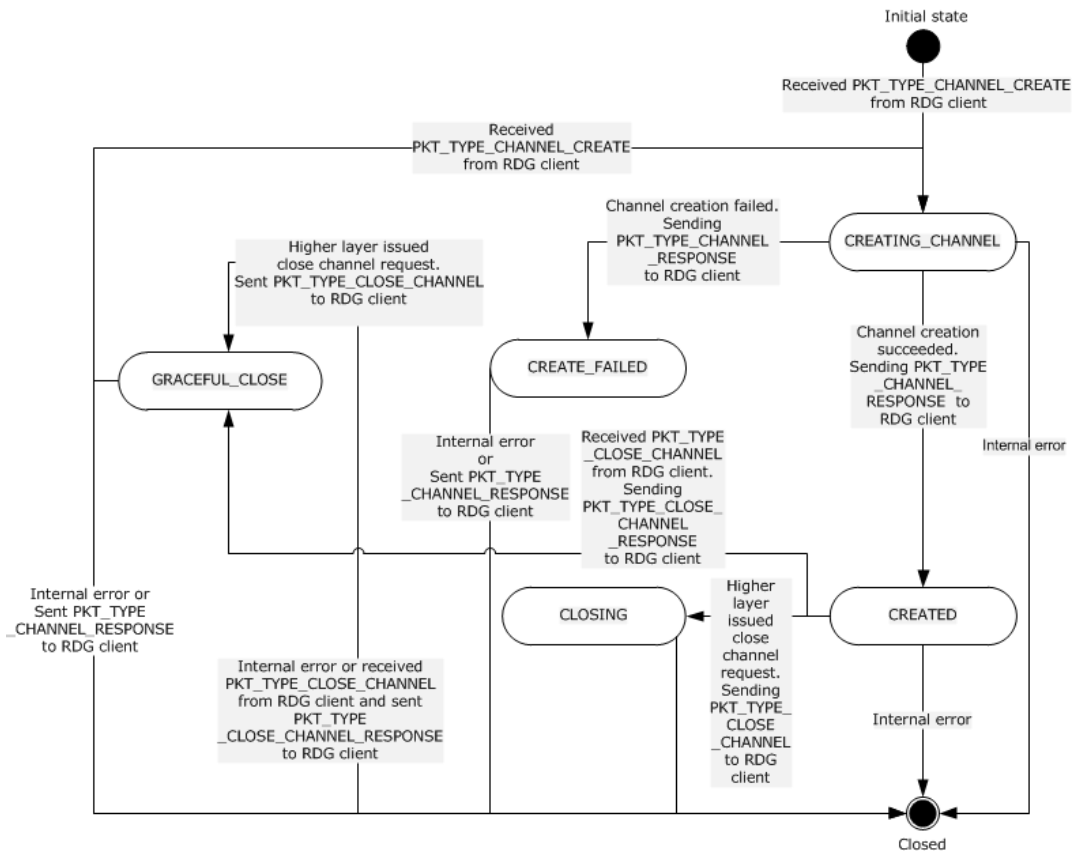 Initial state
Received PKT_TYPE_CHANNEL_CREATE
from RDG client
Received
PKT_TYPE_CHANNEL_CREATE
from RDG client
Channel creation failed.
Sending
PKT_TYPE_CHANNEL
_RESPONSE
to RDG client
CREATING_CHANNEL
Higher layer issued
close channel request.
Sent PKT_TYPE_CLOSE_CHANNEL
to RDG client
Channel creation
succeeded.
Sending PKT_TYPE
_CHANNEL_
RESPONSE to
RDG client
GRACEFUL_CLOSE
CREATE_FAILED
Internal error
Internal error
or
Sent PKT_TYPE
_CHANNEL_RESPONSE
to RDG client
Received PKT_TYPE
_CLOSE_CHANNEL
from RDG client.
Sending
PKT_TYPE_CLOSE_
CHANNEL
_RESPONSE
to RDG client
Internal error or
Sent PKT_TYPE
_CHANNEL_RESPONSE
to RDG client
CLOSING
Higher
layer
issued
close
channel
request.
Sending
PKT_TYPE_
CLOSE
_CHANNEL
to RDG
client
CREATED
Internal error or received
PKT_TYPE_CLOSE_CHANNEL
from RDG client and sent
PKT_TYPE
_CLOSE_CHANNEL_RESPONSE
to RDG client
Internal error
Closed